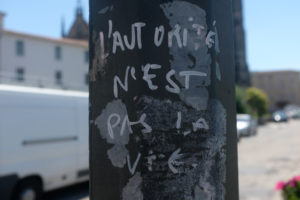 l'AUTORITÉ
N'EST
PAS LA
VIE.